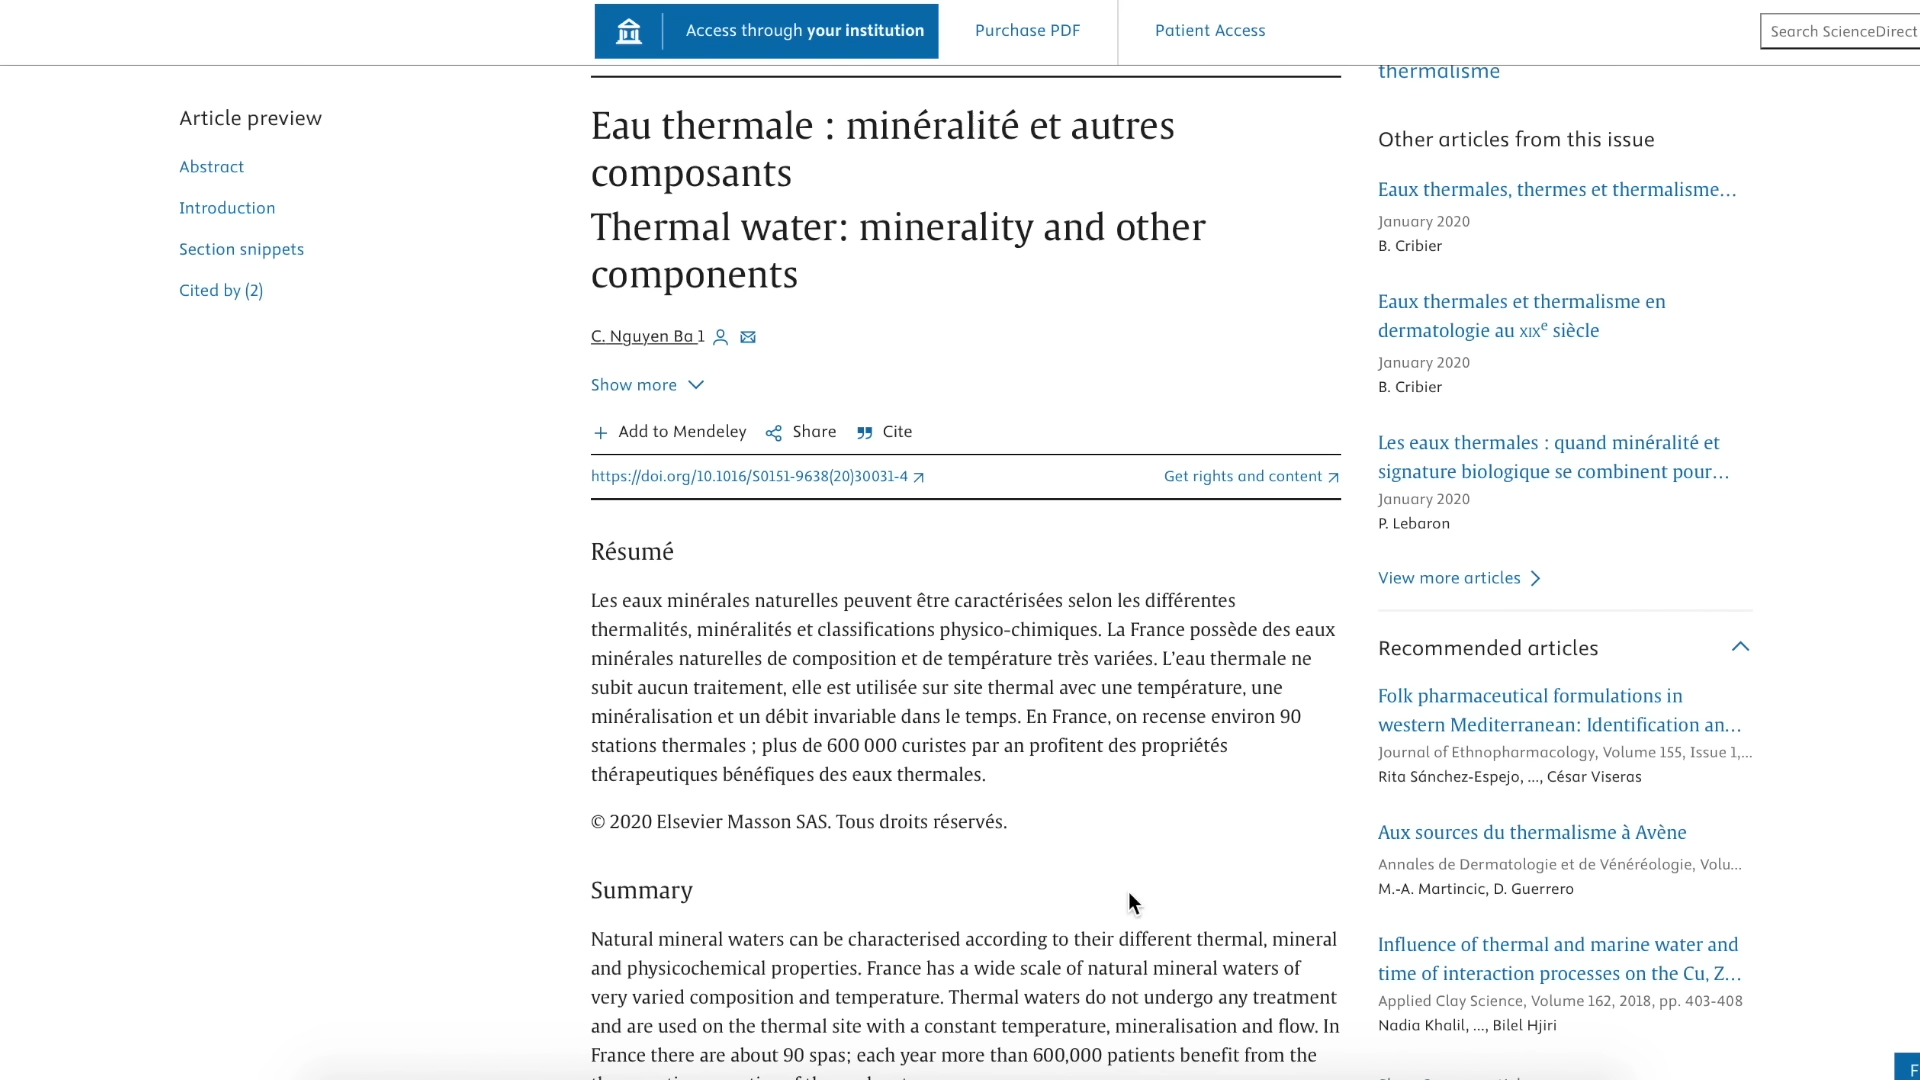 Access through your institution
Purchase PDF
Patient Access
Search ScienceDirect
Article preview
Abstract
Introduction
Section snippets
Cited by (2)
Eau thermale : minéralité et autres
composants
Thermal water: minerality and other
components
C. Nguyen Ba 1
Show more
Add to Mendeley
Share
Cite
https://doi.org/10.1016/S0151-9638(20)30031-4
Get rights and content
Résumé
Les eaux minérales naturelles peuvent être caractérisées selon les différentes
thermalités, minéralités et classifications physico-chimiques. La France possède des eaux
minérales naturelles de composition et de température très variées. L’eau thermale ne
subit aucun traitement, elle est utilisée sur site thermal avec une température, une
minéralisation et un débit invariable dans le temps. En France, on recense environ 90
stations thermales ; plus de 600 000 curistes par an profitent des propriétés
thérapeutiques bénéfiques des eaux thermales.
© 2020 Elsevier Masson SAS. Tous droits réservés.
Summary
Natural mineral waters can be characterised according to their different thermal, mineral
and physicochemical properties. France has a wide scale of natural mineral waters of
very varied composition and temperature. Thermal waters do not undergo any treatment
and are used on the thermal site with a constant temperature, mineralisation and flow. In
France there are about 90 spas; each year more than 600,000 patients benefit from the
thermalisme
Other articles from this issue
Eaux thermales, thermes et thermalisme…
January 2020
B. Cribier
Eaux thermales et thermalisme en
dermatologie au XIXe siècle
January 2020
B. Cribier
Les eaux thermales : quand minéralité et
signature biologique se combinent pour…
January 2020
P. Lebaron
View more articles
Recommended articles
Folk pharmaceutical formulations in
western Mediterranean: Identification an…
Journal of Ethnopharmacology, Volume 155, Issue 1,…
Rita Sánchez-Espejo, …, César Viseras
Aux sources du thermalisme à Avène
Annales de Dermatologie et de Vénéréologie, Volu…
M.-A. Martincic, D. Guerrero
Influence of thermal and marine water and
time of interaction processes on the Cu, Z…
Applied Clay Science, Volume 162, 2018, pp. 403-408
Nadia Khalil, …, Bilel Hjiri
F